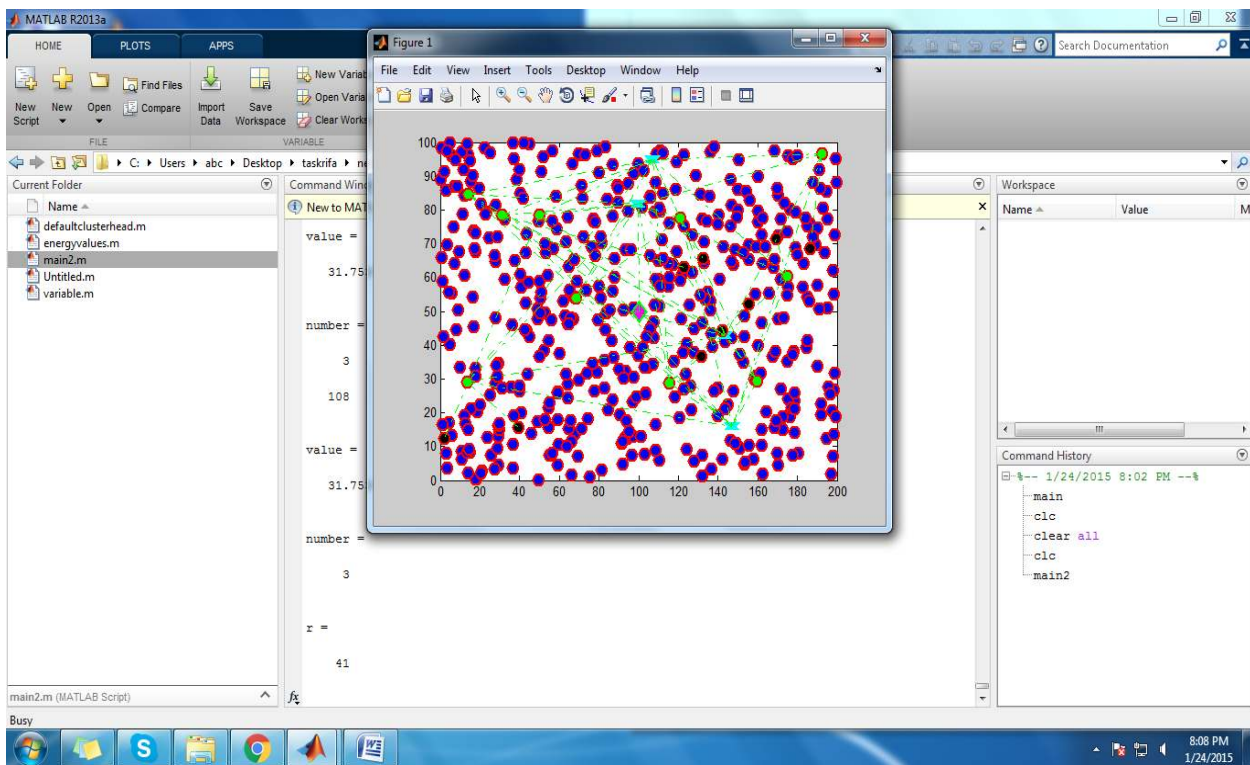 MATLAB R2013a
HOME PLOTS APPS
Search Documentation
New Script
New
Open
Find Files
Compare
Import Data
Save Workspace
New Variab
Open Varia
Clear Works
FILE
VARIABLE
C: Users abc Desktop taskrifa
Current Folder
Name
defaultclusterhead.m
energyvalues.m
main2.m
Untitled.m
variable.m
main2.m (MATLAB Script)
Busy
Command Wind
New to MAT
value =
31.75
number =
3
108
value =
31.75
number =
3
r =
41
fx
Figure 1
File Edit View Insert Tools Desktop Window Help
100
90
80
70
60
50
40
30
20
10
0
0 20 40 60 80 100 120 140 160 180 200
Workspace
Name Value M
Command History
%-- 1/24/2015 8:02 PM --%
main
clc
clear all
clc
main2
8:08 PM
1/24/2015